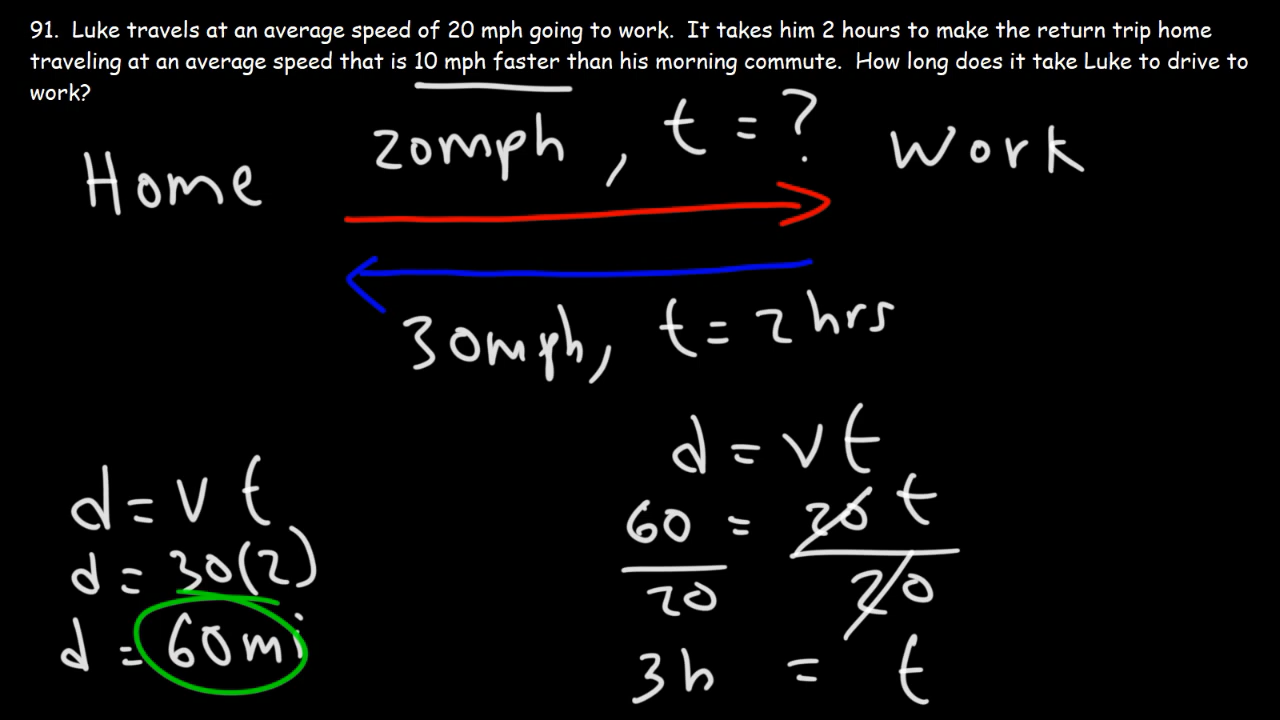 91. Luke travels at an average speed of 20 mph going to work. It takes him 2 hours to make the return trip home
traveling at an average speed that is 10 mph faster than his morning commute. How long does it take Luke to drive to
work?
Home 20mph, t = ? Work
30mph, t = 2 hrs
d = v t
d = 30(2)
d = 60mi
d = v t
60 = 20 t
20 20
3h = t